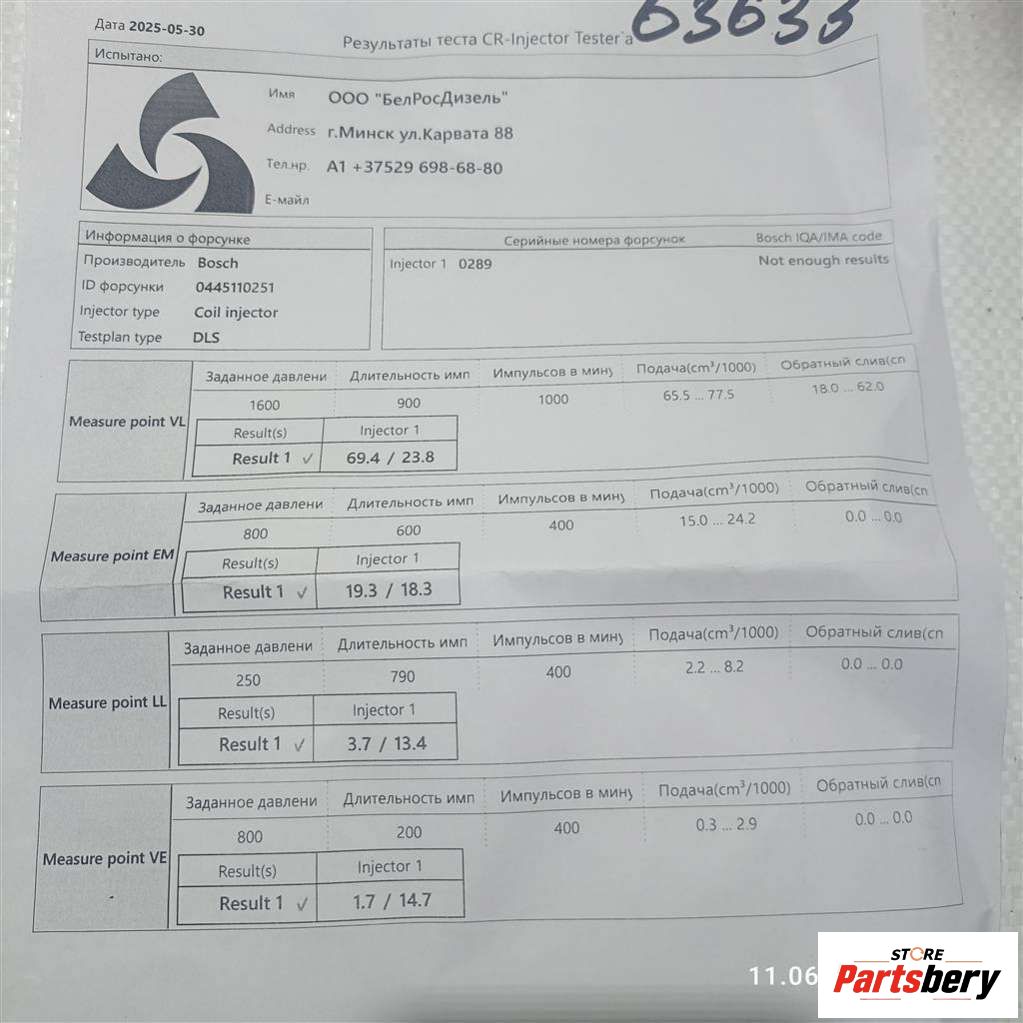 63633
Дата 2025-05-30
Результаты теста CR-Injector Tester`a
Испытано:
Имя ООО "БелРосДизель"
Address г.Минск ул.Карвата 88
Тел.нр. A1 +37529 698-68-80
E-майл
Информация о форсунке
Производитель Bosch
ID форсунки 0445110251
Injector type Coil injector
Testplan type DLS
Серийные номера форсунок Bosch IQA/IMA code
Injector 1 0289 Not enough results
Measure point VL
Заданное давлени Длительность имп Импульсов в мину Подача(cm³/1000) Обратный слив(сп
1600 900 1000 65.5 ... 77.5 18.0 ... 62.0
Result(s) Injector 1
Result 1 ✓ 69.4 / 23.8
Measure point EM
Заданное давлени Длительность имп Импульсов в мину Подача(cm³/1000) Обратный слив(сп
800 600 400 15.0 ... 24.2 0.0 ... 0.0
Result(s) Injector 1
Result 1 ✓ 19.3 / 18.3
Measure point LL
Заданное давлени Длительность имп Импульсов в мину Подача(cm³/1000) Обратный слив(сп
250 790 400 2.2 ... 8.2 0.0 ... 0.0
Result(s) Injector 1
Result 1 ✓ 3.7 / 13.4
Measure point VE
Заданное давлени Длительность имп Импульсов в мину Подача(cm³/1000) Обратный слив(сп
800 200 400 0.3 ... 2.9 0.0 ... 0.0
Result(s) Injector 1
Result 1 ✓ 1.7 / 14.7
11.06
STORE
Partsbery